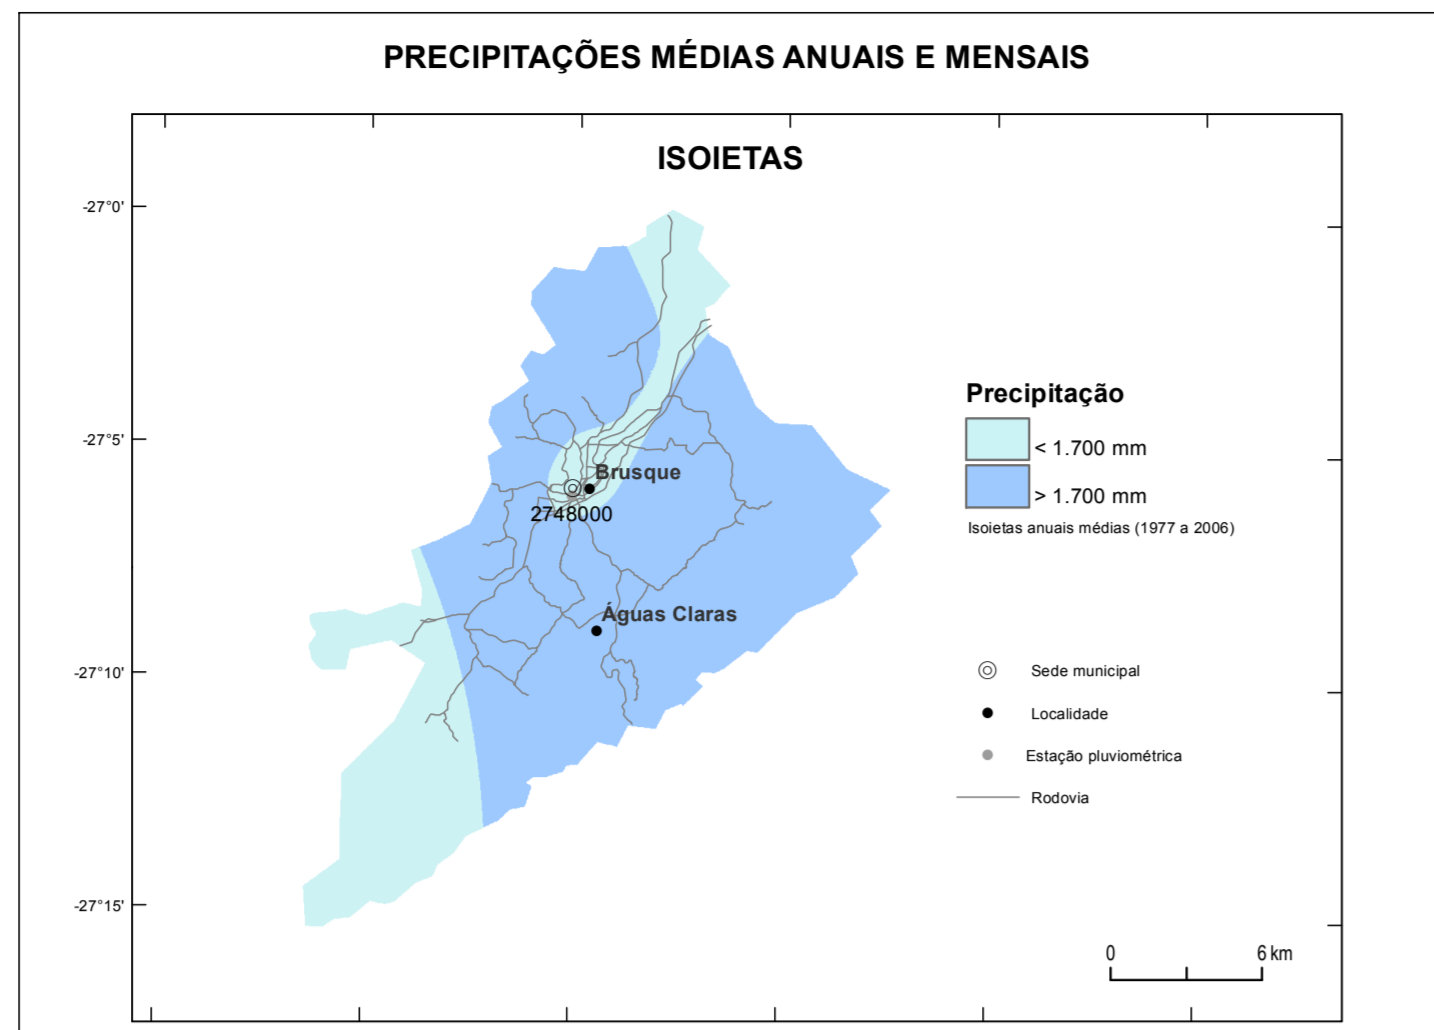 PRECIPITAÇÕES MÉDIAS ANUAIS E MENSAIS
ISOIETAS
-27°0'
-27°5'
-27°10'
-27°15'
Brusque
2748000
Águas Claras
Precipitação
< 1.700 mm
> 1.700 mm
Isoietas anuais médias (1977 a 2006)
Sede municipal
Localidade
Estação pluviométrica
Rodovia
0 6 km